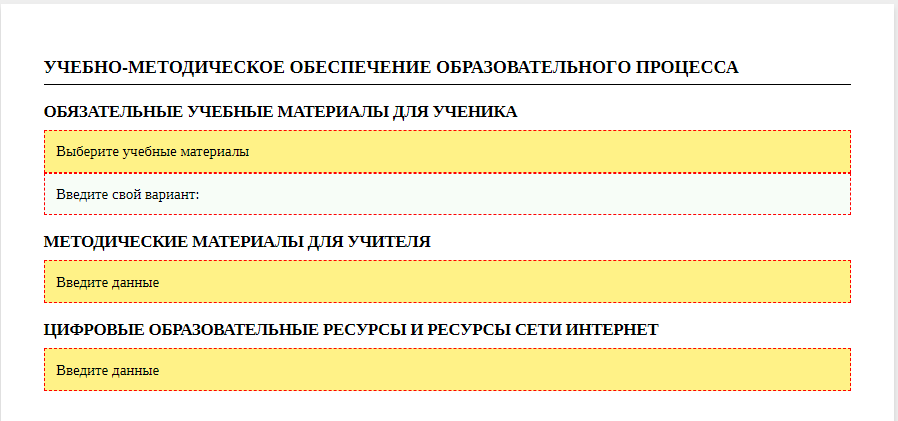 УЧЕБНО-МЕТОДИЧЕСКОЕ ОБЕСПЕЧЕНИЕ ОБРАЗОВАТЕЛЬНОГО ПРОЦЕССА
ОБЯЗАТЕЛЬНЫЕ УЧЕБНЫЕ МАТЕРИАЛЫ ДЛЯ УЧЕНИКА
Выберите учебные материалы
Введите свой вариант:
МЕТОДИЧЕСКИЕ МАТЕРИАЛЫ ДЛЯ УЧИТЕЛЯ
Введите данные
ЦИФРОВЫЕ ОБРАЗОВАТЕЛЬНЫЕ РЕСУРСЫ И РЕСУРСЫ СЕТИ ИНТЕРНЕТ
Введите данные